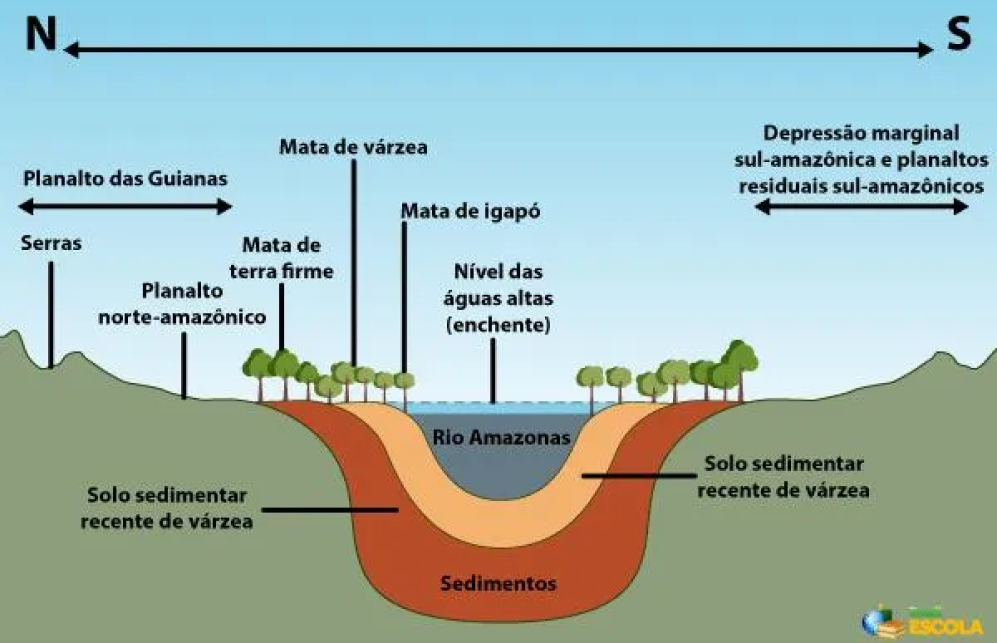 N
S
Depressão marginal
sul-amazônica e planaltos
residuais sul-amazônicos
Mata de várzea
Planalto das Guianas
Mata de igapó
Serras
Mata de
terra firme
Nível das
águas altas
(enchente)
Planalto
norte-amazônico
Rio Amazonas
Solo sedimentar
recente de várzea
Solo sedimentar
recente de várzea
Sedimentos
ESCOLA